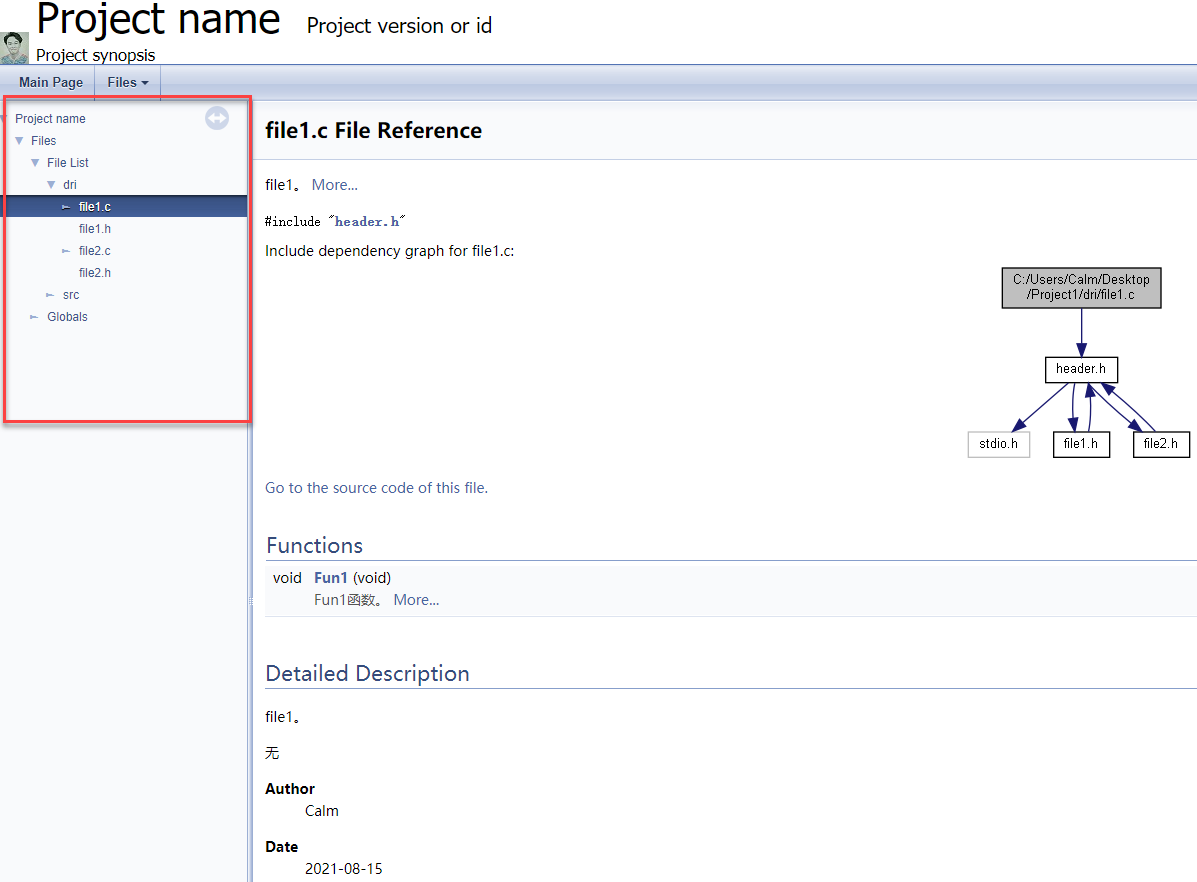 Project name Project version or id
Project synopsis
Main Page Files
Project name
Files
File List
dri
file1.c
file1.h
file2.c
file2.h
src
Globals
file1.c File Reference
file1。 More...
#include "header.h"
Include dependency graph for file1.c:
C:/Users/Calm/Desktop
/Project1/dri/file1.c
header.h
stdio.h file1.h file2.h
Go to the source code of this file.
Functions
void Fun1 (void)
Fun1函数。 More...
Detailed Description
file1。
无
Author
Calm
Date
2021-08-15